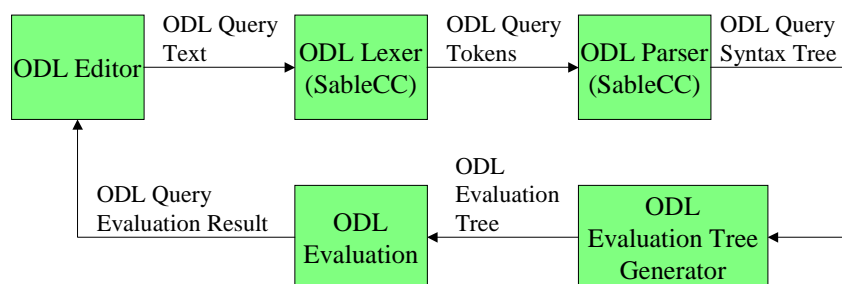 ODL Editor
ODL Query
Text
ODL Lexer
(SableCC)
ODL Query
Tokens
ODL Parser
(SableCC)
ODL Query
Syntax Tree
ODL Query
Evaluation Result
ODL
Evaluation
ODL
Evaluation
Tree
ODL
Evaluation Tree
Generator